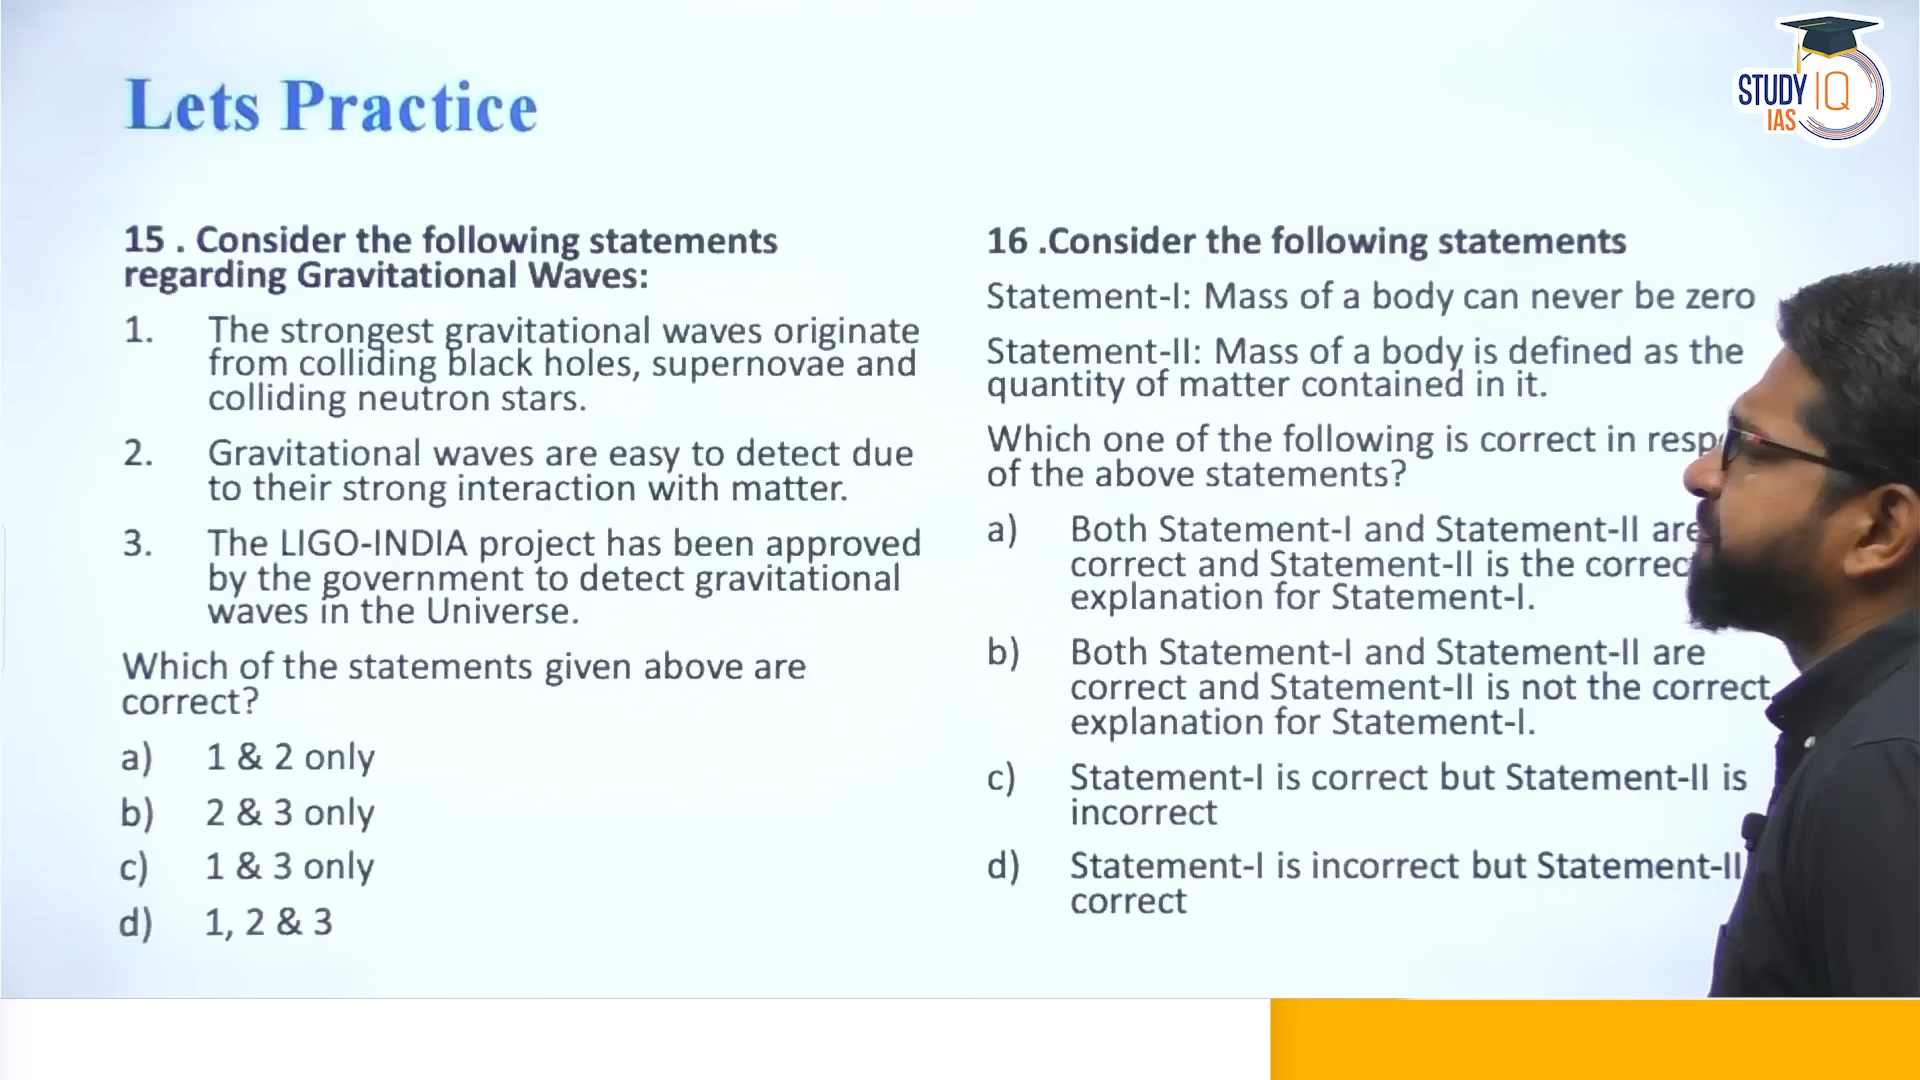 Lets Practice
STUDY IQ
IAS
15 . Consider the following statements
regarding Gravitational Waves:
1. The strongest gravitational waves originate
from colliding black holes, supernovae and
colliding neutron stars.
2. Gravitational waves are easy to detect due
to their strong interaction with matter.
3. The LIGO-INDIA project has been approved
by the government to detect gravitational
waves in the Universe.
Which of the statements given above are
correct?
a) 1 & 2 only
b) 2 & 3 only
c) 1 & 3 only
d) 1, 2 & 3
16 .Consider the following statements
Statement-I: Mass of a body can never be zero
Statement-II: Mass of a body is defined as the
quantity of matter contained in it.
Which one of the following is correct in
of the above statements?
a) Both Statement-I and Statement-II are
correct and Statement-II is the
explanation for Statement-I.
b) Both Statement-I and Statement-II are
correct and Statement-II is not the correct
explanation for Statement-I.
c) Statement-I is correct but Statement-II is
incorrect
d) Statement-I is incorrect but Statement-II
correct